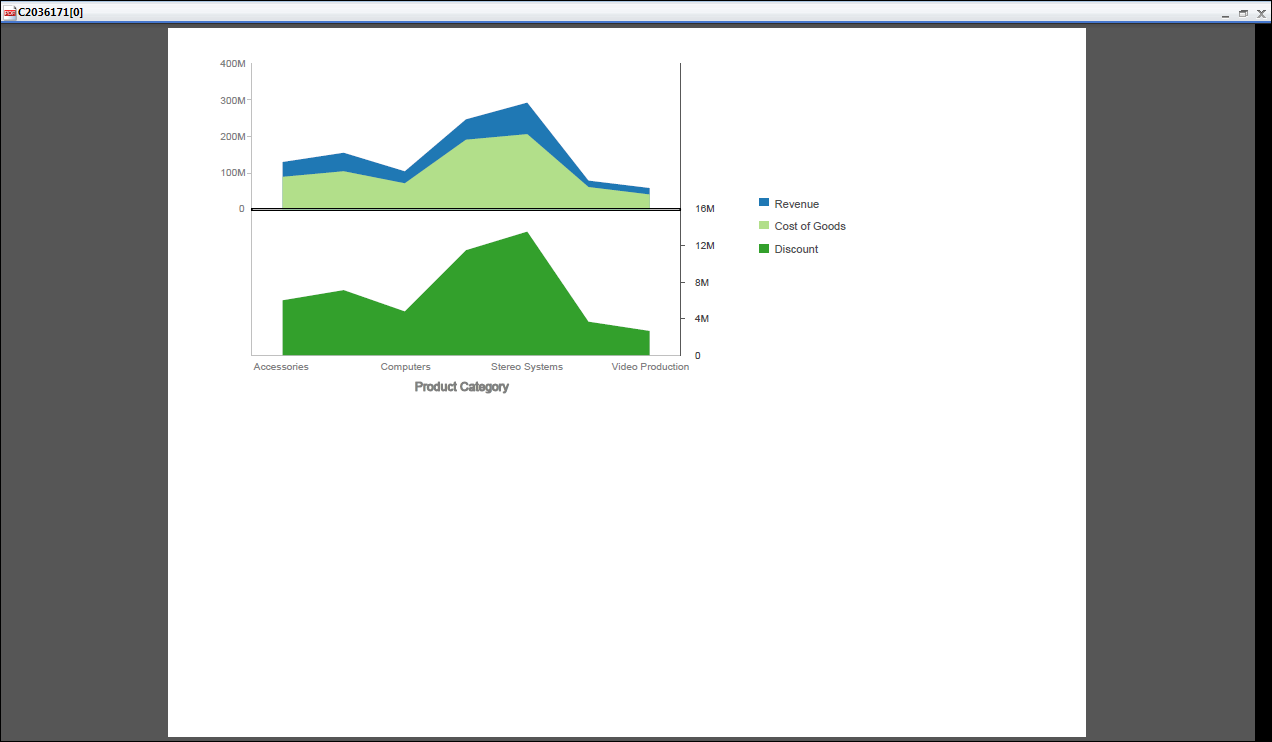 C2036171[0]
400M
300M
200M
100M
0
16M
12M
8M
4M
0
Revenue
Cost of Goods
Discount
Accessories Computers Stereo Systems Video Production
Product Category